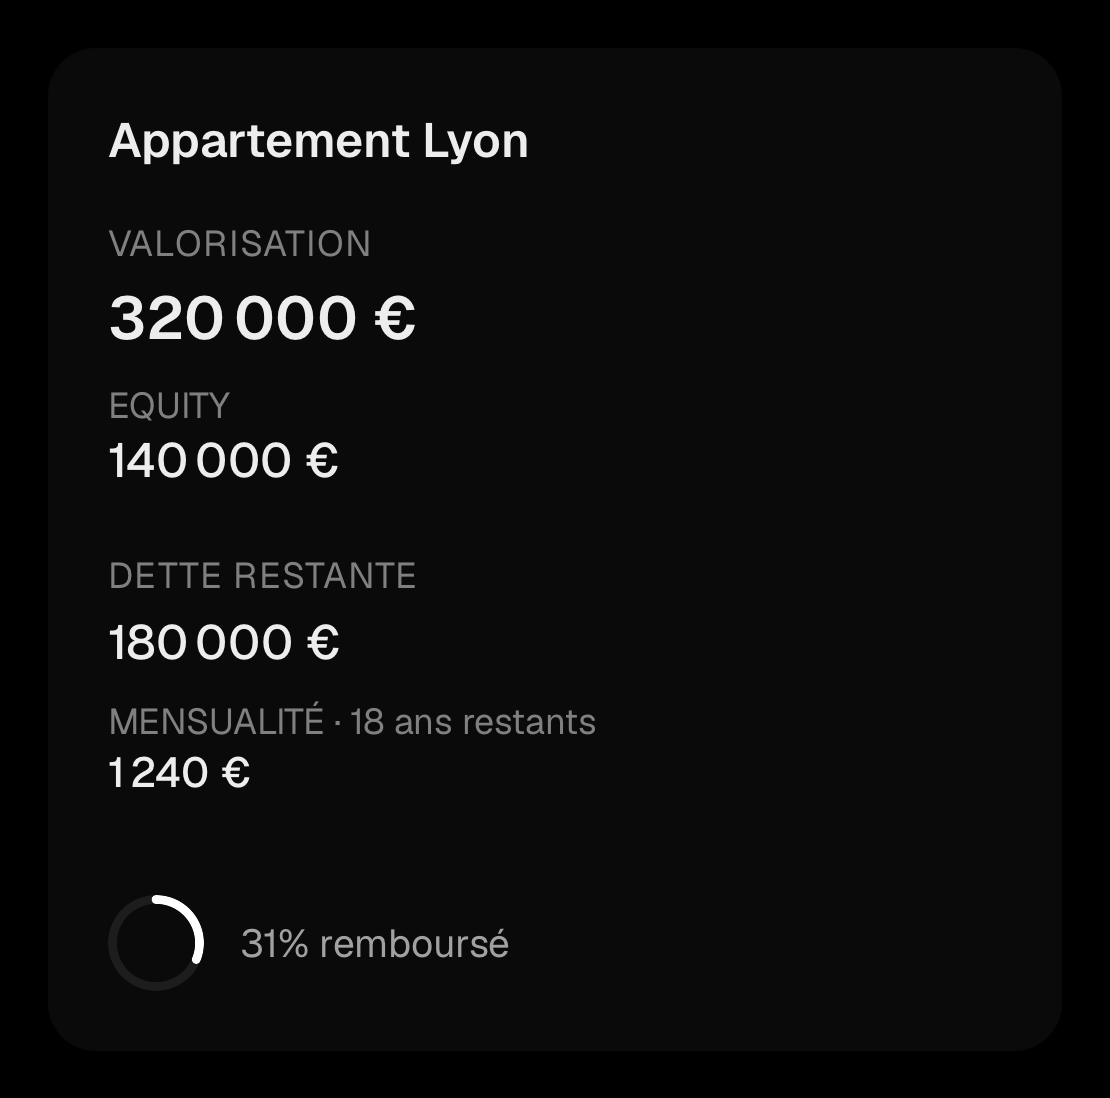 Appartement Lyon
VALORISATION
320 000 €
EQUITY
140 000 €
DETTE RESTANTE
180 000 €
MENSUALITÉ · 18 ans restants
1 240 €
31% remboursé